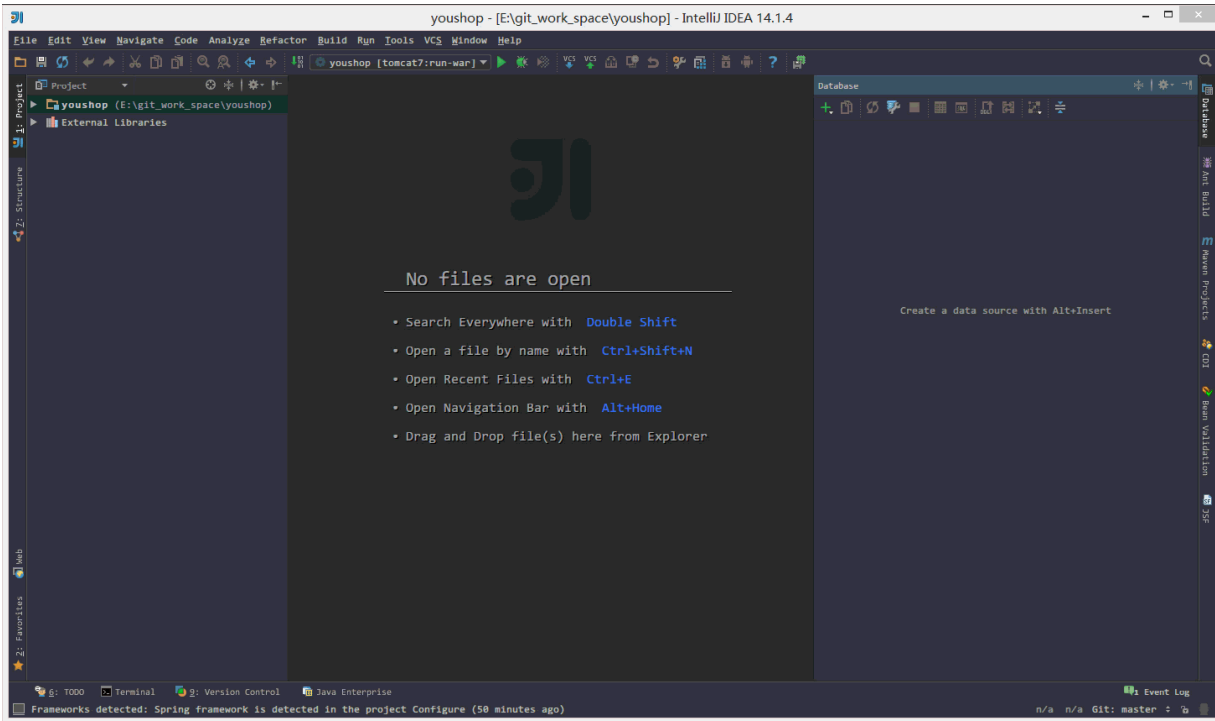 youshop - [E:\git_work_space\youshop] - IntelliJ IDEA 14.1.4
File Edit View Navigate Code Analyze Refactor Build Run Tools VCS Window Help
youshop [tomcat7:run-war]
VCS VCS
Project
Database
1: Project
youshop (E:\git_work_space\youshop)
External Libraries
7: Structure
Web
2: Favorites
No files are open
• Search Everywhere with Double Shift
• Open a file by name with Ctrl+Shift+N
• Open Recent Files with Ctrl+E
• Open Navigation Bar with Alt+Home
• Drag and Drop file(s) here from Explorer
Create a data source with Alt+Insert
Database
Ant Build
Maven Projects
CDI
Bean Validation
JSF
6: TODO Terminal 9: Version Control Java Enterprise
1 Event Log
Frameworks detected: Spring framework is detected in the project Configure (50 minutes ago)
n/a n/a Git: master